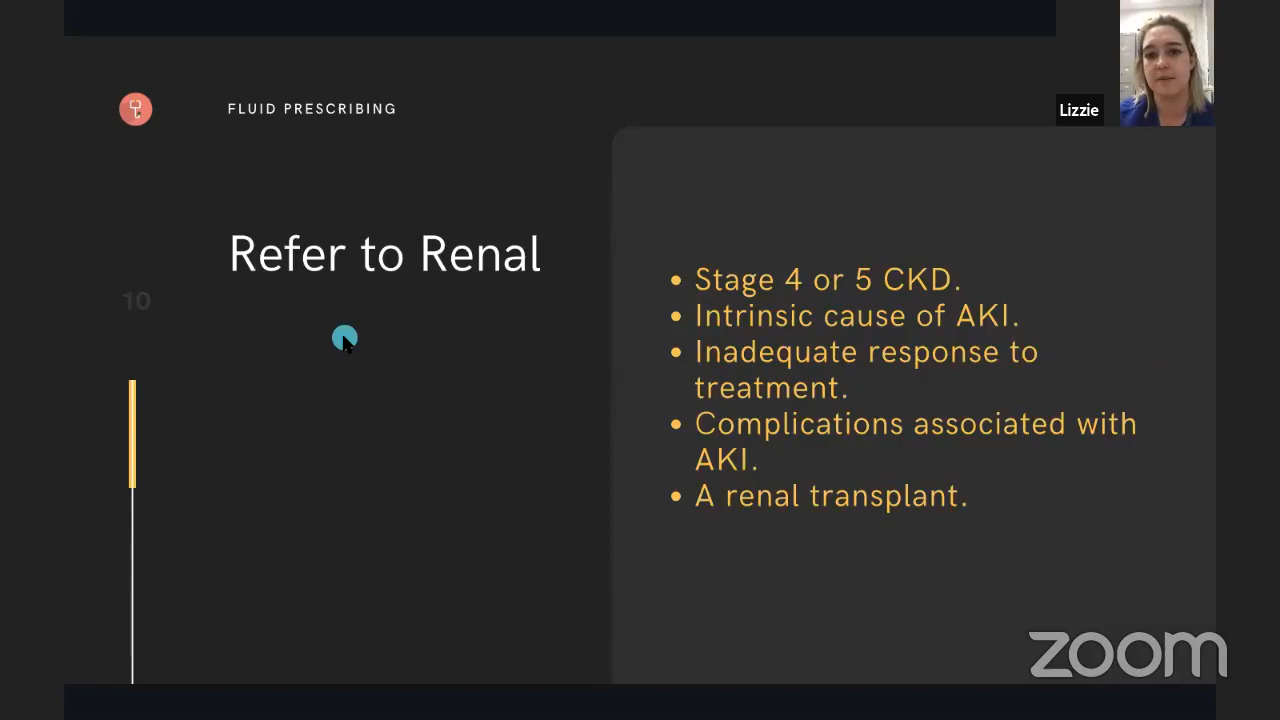 Lizzie
FLUID PRESCRIBING
Refer to Renal
10
• Stage 4 or 5 CKD.
• Intrinsic cause of AKI.
• Inadequate response to
treatment.
• Complications associated with
AKI.
• A renal transplant.
zoom